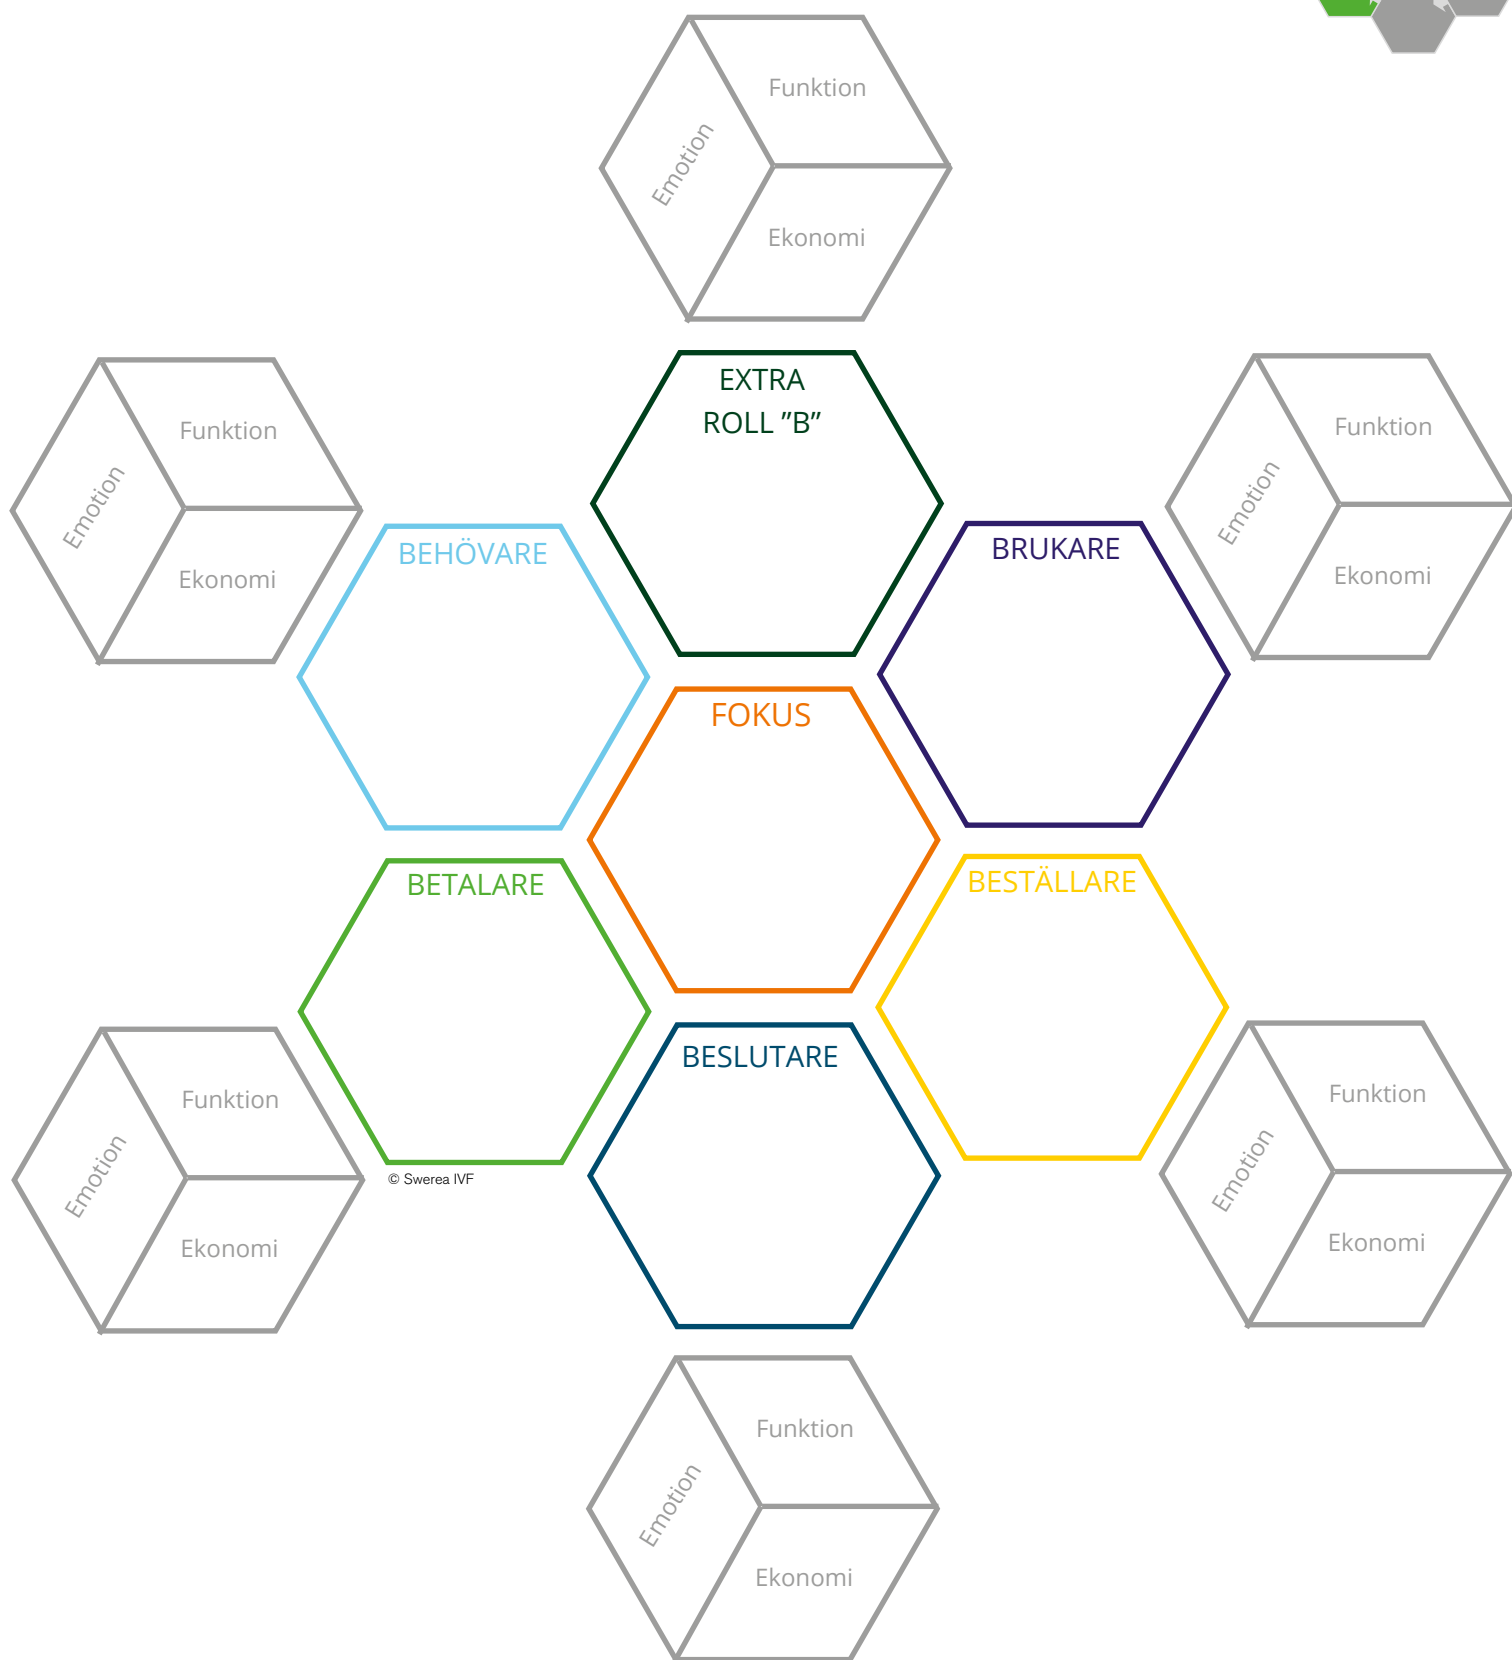 Funktion
Emotion
Ekonomi
EXTRA
ROLL ”B”
Funktion
Emotion
Ekonomi
Funktion
Emotion
Ekonomi
BEHÖVARE
BRUKARE
FOKUS
BETALARE
BESTÄLLARE
BESLUTARE
Funktion
Emotion
Ekonomi
© Swerea IVF
Funktion
Emotion
Ekonomi
Funktion
Emotion
Ekonomi